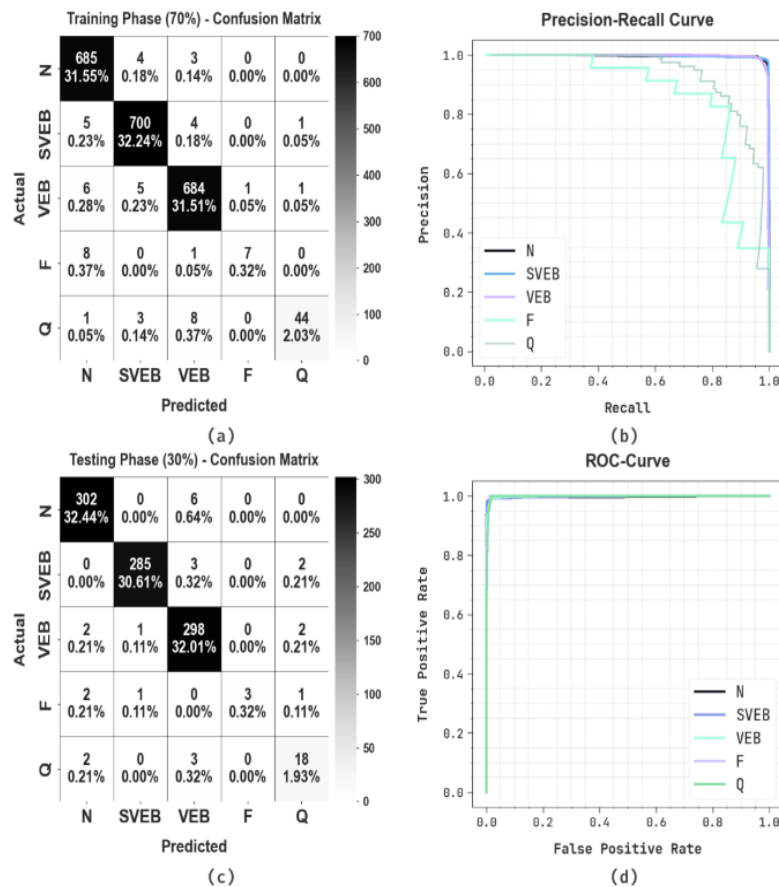 Training Phase (70%) - Confusion Matrix
Actual
N
685 4 3 0 0
31.55% 0.18% 0.14% 0.00% 0.00%
SVEB
5 700 4 0 1
0.23% 32.24% 0.18% 0.00% 0.05%
VEB
6 5 684 1 1
0.28% 0.23% 31.51% 0.05% 0.05%
F
8 0 1 7 0
0.37% 0.00% 0.05% 0.32% 0.00%
Q
1 3 8 0 44
0.05% 0.14% 0.37% 0.00% 2.03%
N SVEB VEB F Q
Predicted
700
600
500
400
300
200
100
0
(a)
Precision-Recall Curve
Precision
1.0
0.8
0.6
0.4
0.2
0.0
N
SVEB
VEB
F
Q
0.0 0.2 0.4 0.6 0.8 1.0
Recall
(b)
Testing Phase (30%) - Confusion Matrix
Actual
N
302 0 6 0 0
32.44% 0.00% 0.64% 0.00% 0.00%
SVEB
0 285 3 0 2
0.00% 30.61% 0.32% 0.00% 0.21%
VEB
2 1 298 0 2
0.21% 0.11% 32.01% 0.00% 0.21%
F
2 1 0 3 1
0.21% 0.11% 0.00% 0.32% 0.11%
Q
2 0 3 0 18
0.21% 0.00% 0.32% 0.00% 1.93%
N SVEB VEB F Q
Predicted
300
250
200
150
100
50
0
(c)
ROC-Curve
True Positive Rate
1.0
0.8
0.6
0.4
0.2
0.0
N
SVEB
VEB
F
Q
0.0 0.2 0.4 0.6 0.8 1.0
False Positive Rate
(d)